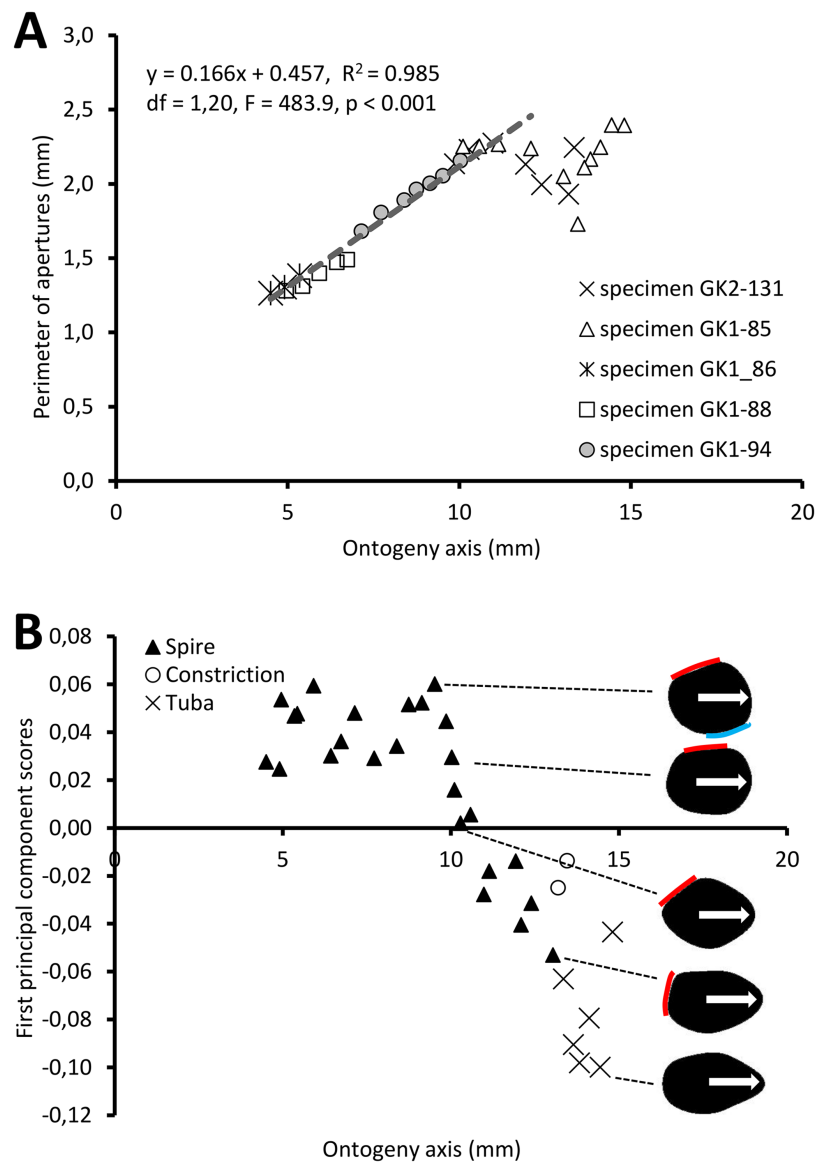 A
y = 0.166x + 0.457, R² = 0.985
df = 1,20, F = 483.9, p < 0.001
Perimeter of apertures (mm)
3,0
2,5
2,0
1,5
1,0
0,5
0,0
specimen GK2-131
specimen GK1-85
specimen GK1_86
specimen GK1-88
specimen GK1-94
0 5 10 15 20
Ontogeny axis (mm)
B
First principal component scores
0,08
0,06
0,04
0,02
0,00
-0,02
-0,04
-0,06
-0,08
-0,10
-0,12
Spire
Constriction
Tuba
0 5 10 15 20
Ontogeny axis (mm)